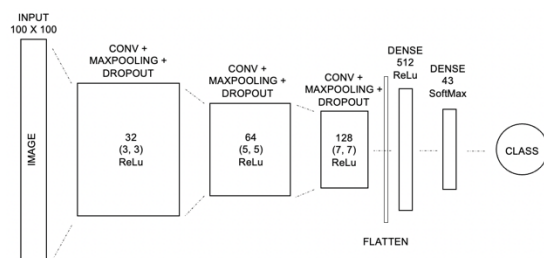 INPUT
100 X 100
IMAGE
CONV +
MAXPOOLING +
DROPOUT
32
(3, 3)
ReLu
CONV +
MAXPOOLING +
DROPOUT
64
(5, 5)
ReLu
CONV +
MAXPOOLING +
DROPOUT
128
(7, 7)
ReLu
FLATTEN
DENSE
512
ReLu
DENSE
43
SoftMax
CLASS